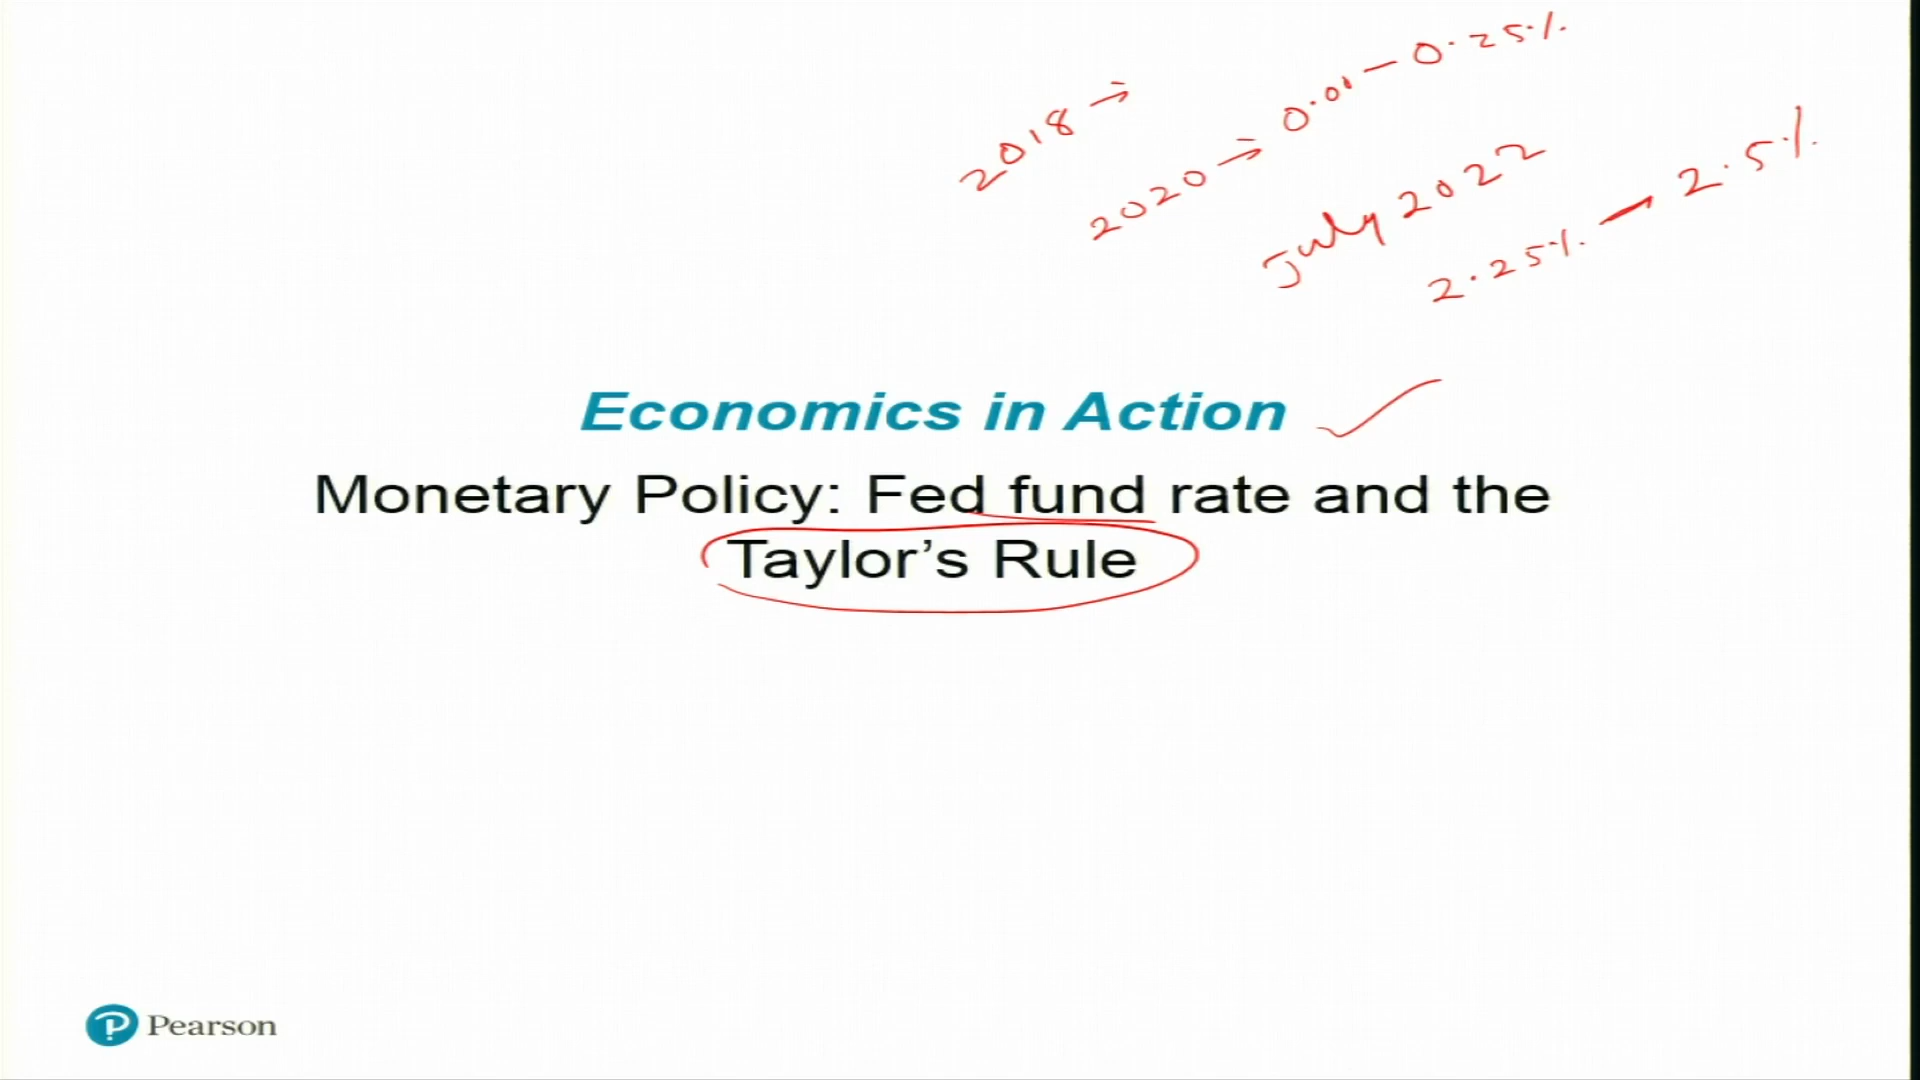 2018 →
2020 → 0.00 — 0.25%
July 2022
2.25% — 2.5%
Economics in Action
Monetary Policy: Fed fund rate and the
Taylor’s Rule
Pearson